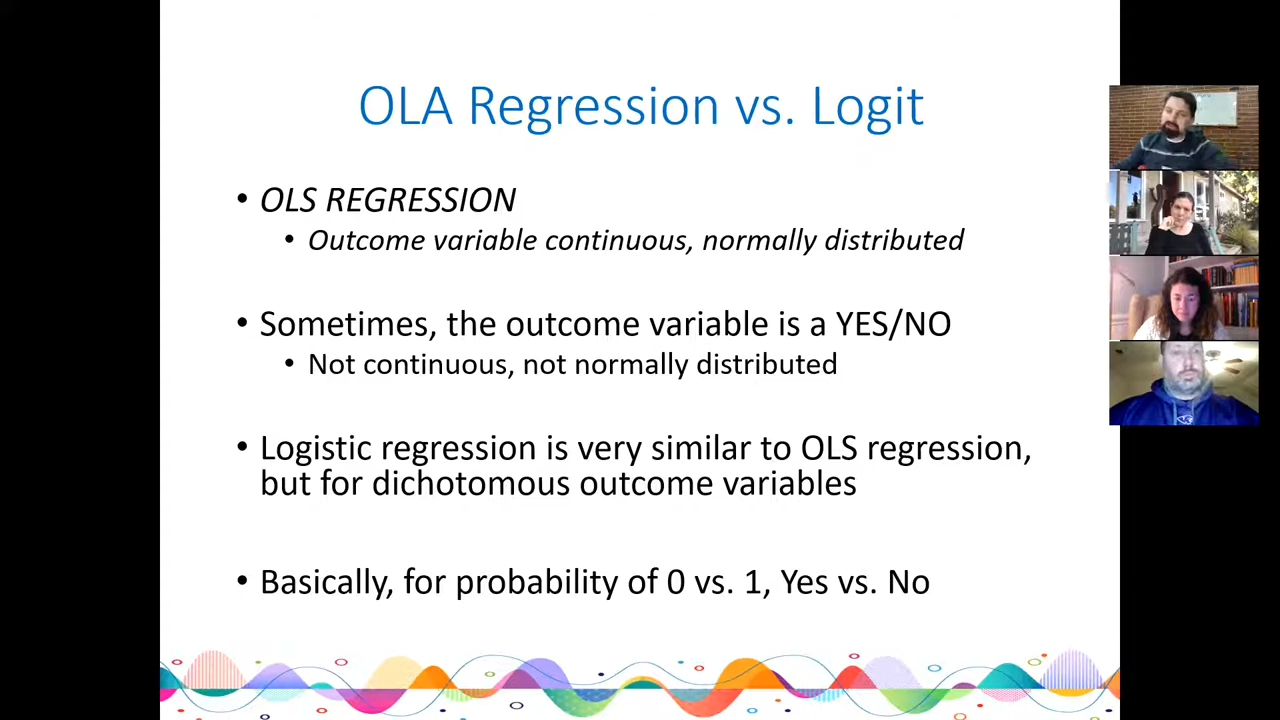 OLA Regression vs. Logit
• OLS REGRESSION
• Outcome variable continuous, normally distributed
• Sometimes, the outcome variable is a YES/NO
• Not continuous, not normally distributed
• Logistic regression is very similar to OLS regression,
but for dichotomous outcome variables
• Basically, for probability of 0 vs. 1, Yes vs. No